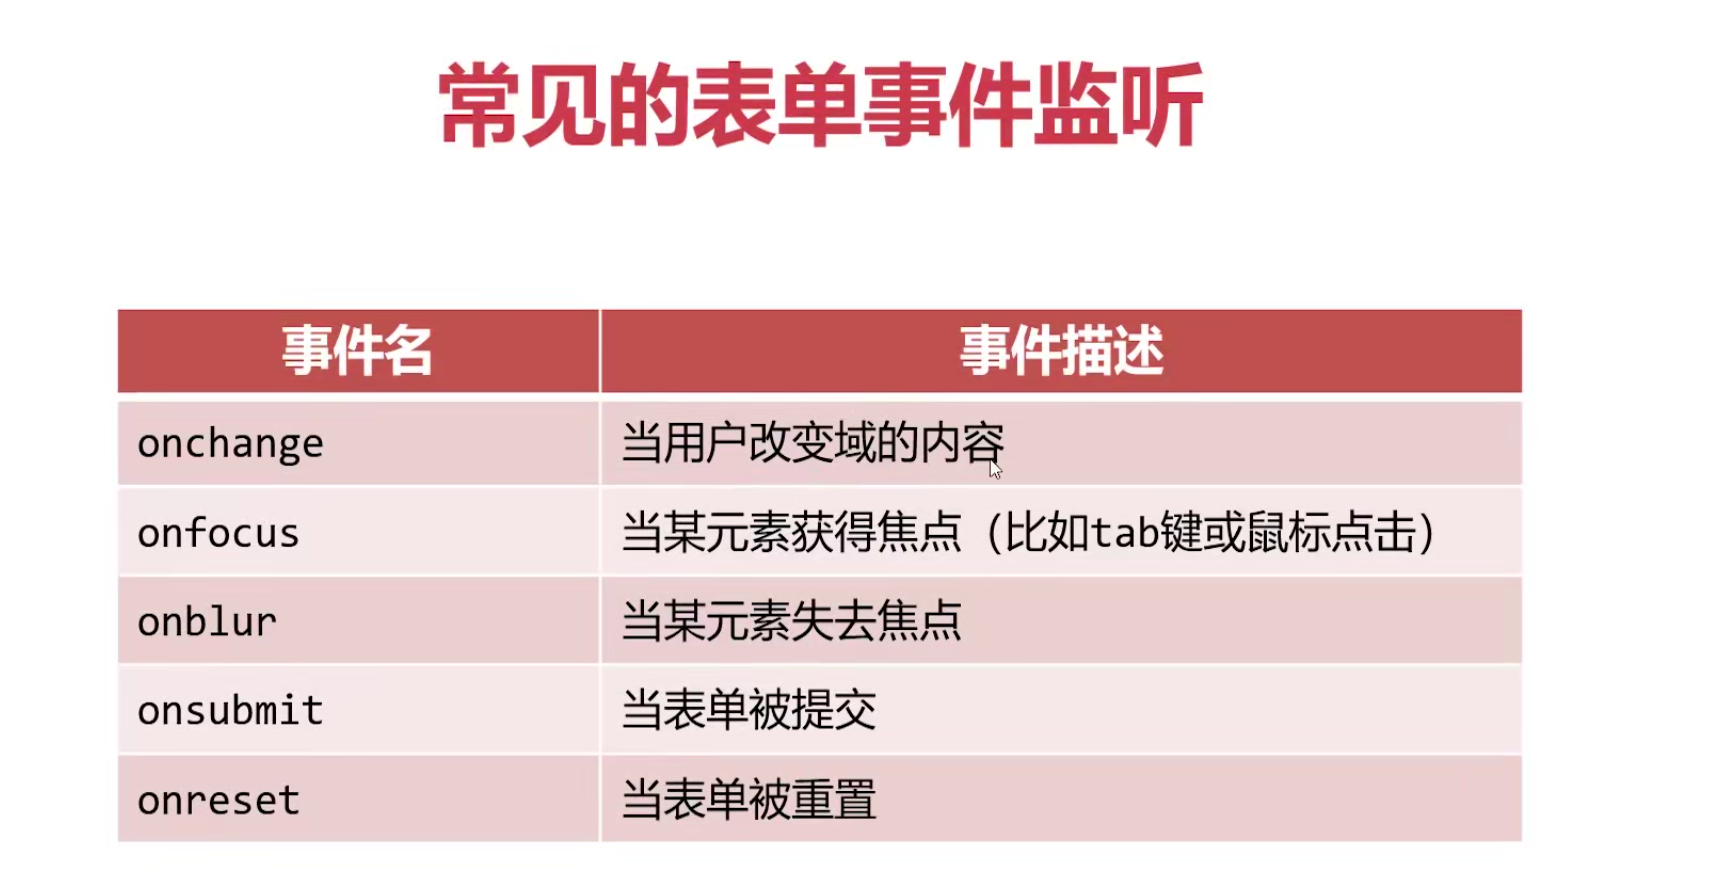 常见的表单事件监听
事件名 事件描述
onchange 当用户改变域的内容
onfocus 当某元素获得焦点（比如tab键或鼠标点击）
onblur 当某元素失去焦点
onsubmit 当表单被提交
onreset 当表单被重置